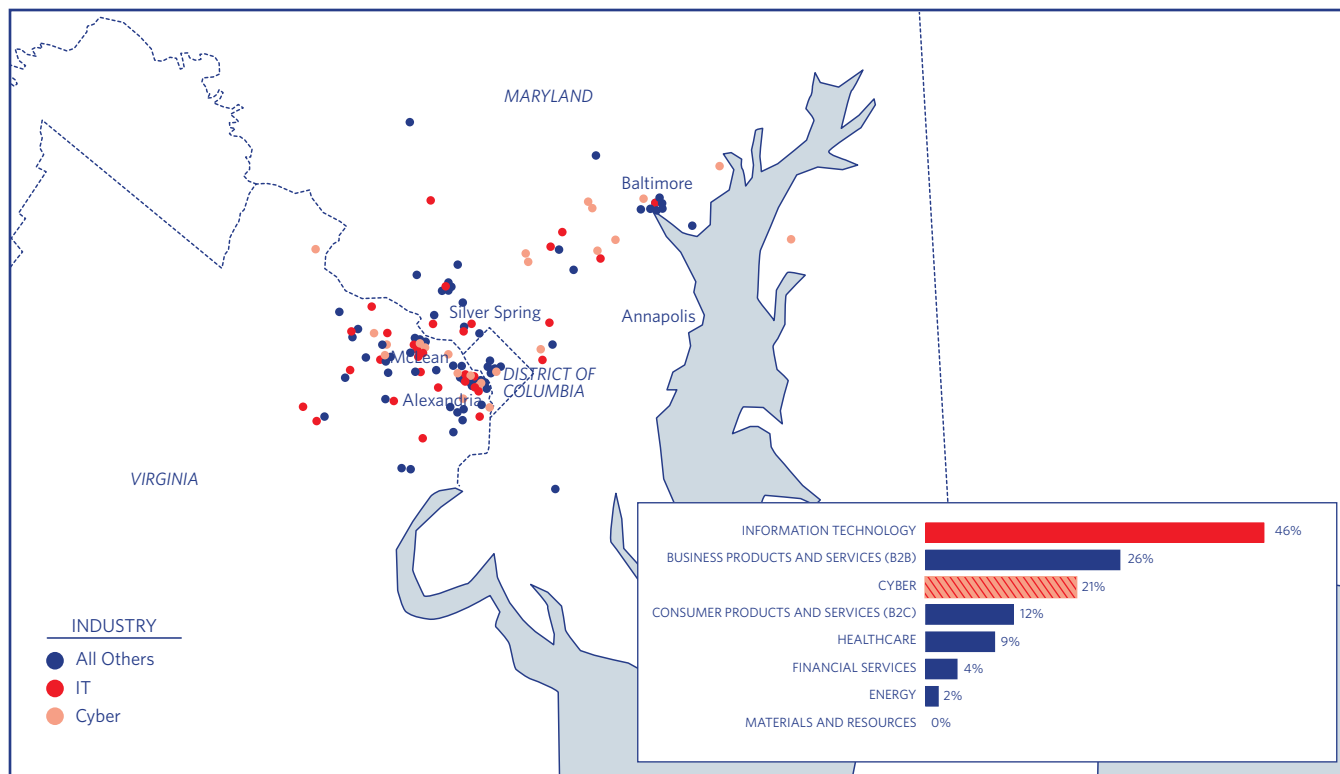 MARYLAND
Baltimore
Silver Spring
Annapolis
McLean
DISTRICT OF
COLUMBIA
Alexandria
VIRGINIA
INDUSTRY
All Others
IT
Cyber
INFORMATION TECHNOLOGY 46%
BUSINESS PRODUCTS AND SERVICES (B2B) 26%
CYBER 21%
CONSUMER PRODUCTS AND SERVICES (B2C) 12%
HEALTHCARE 9%
FINANCIAL SERVICES 4%
ENERGY 2%
MATERIALS AND RESOURCES 0%